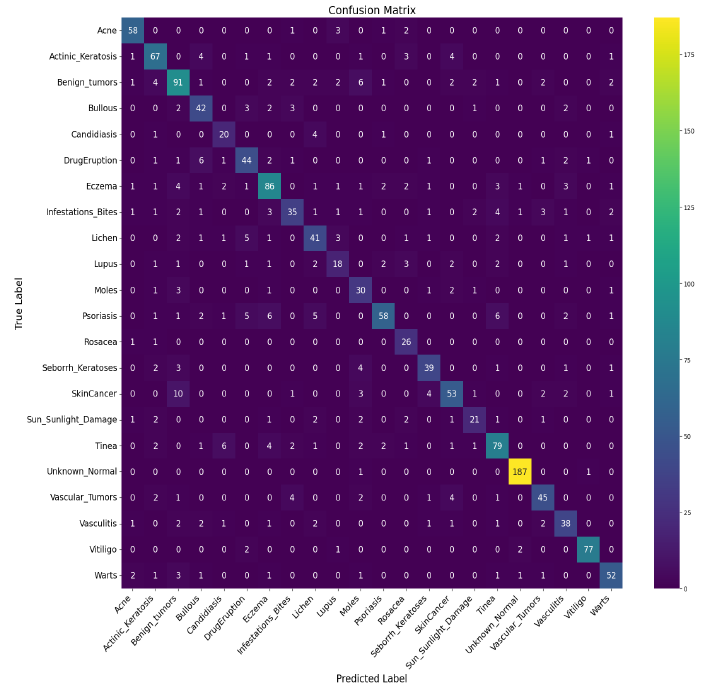 Confusion Matrix
Acne 58 0 0 0 0 0 0 1 0 3 0 1 2 0 0 0 0 0 0 0 0 0
Actinic_Keratosis 1 67 0 4 0 1 1 0 0 0 1 0 3 0 4 0 0 0 0 0 0 1
Benign_tumors 1 4 91 1 0 0 2 2 2 2 6 1 0 0 2 2 1 0 2 0 0 2
Bullous 0 0 2 42 0 3 2 3 0 0 0 0 0 0 0 1 0 0 0 2 0 0
Candidiasis 0 1 0 0 20 0 0 0 4 0 0 1 0 0 0 0 0 0 0 0 0 1
DrugEruption 0 1 1 6 1 44 2 1 0 0 0 0 0 1 0 0 0 0 1 2 1 0
Eczema 1 1 4 1 2 1 86 0 1 1 1 2 2 0 1 0 3 1 0 3 0 1
Infestations_Bites 1 1 2 1 0 0 3 35 1 1 1 0 0 1 0 2 4 1 3 0 0 2
Lichen 0 0 2 1 1 5 1 0 41 3 0 0 1 1 0 0 2 0 0 1 1 1
Lupus 0 1 1 0 0 1 1 0 2 18 0 2 3 0 2 0 2 0 0 1 0 0
Moles 0 1 3 0 0 0 1 0 0 0 30 0 0 1 2 1 0 0 0 0 0 1
Psoriasis 0 1 1 2 1 5 6 0 5 0 0 58 0 0 0 0 6 0 0 2 0 1
Rosacea 1 1 0 0 0 0 0 0 0 0 0 0 26 0 0 0 0 0 0 0 0 0
Seborrh_Keratoses 0 2 3 0 0 0 0 0 0 0 4 0 0 39 0 0 1 0 0 1 0 1
SkinCancer 0 0 10 0 0 0 0 1 0 0 3 0 0 4 53 1 0 0 2 2 0 1
Sun_Sunlight_Damage 1 2 0 0 0 1 0 0 2 0 2 0 2 0 1 21 1 0 1 0 0 0
Tinea 0 2 0 1 6 0 4 2 1 0 2 2 1 0 1 1 79 0 0 0 0 0
Unknown_Normal 0 0 0 0 0 0 0 0 0 0 1 0 0 0 0 0 0 187 0 0 1 0
Vascular_Tumors 0 2 1 0 0 0 0 4 0 0 2 0 0 1 4 0 0 0 45 0 0 0
Vasculitis 1 0 2 2 1 0 1 0 2 0 0 0 0 1 1 0 1 0 2 38 0 0
Vitiligo 0 0 0 0 0 2 0 0 0 1 0 0 0 0 0 0 0 2 0 0 77 0
Warts 2 1 3 1 0 0 0 1 0 0 1 0 0 0 0 0 1 1 1 0 0 52
Acne Actinic_Keratosis Benign_tumors Bullous Candidiasis DrugEruption Eczema Infestations_Bites Lichen Lupus Moles Psoriasis Rosacea Seborrh_Keratoses SkinCancer Sun_Sunlight_Damage Tinea Unknown_Normal Vascular_Tumors Vasculitis Vitiligo Warts
True Label
Predicted Label
175
150
125
100
75
50
25
0